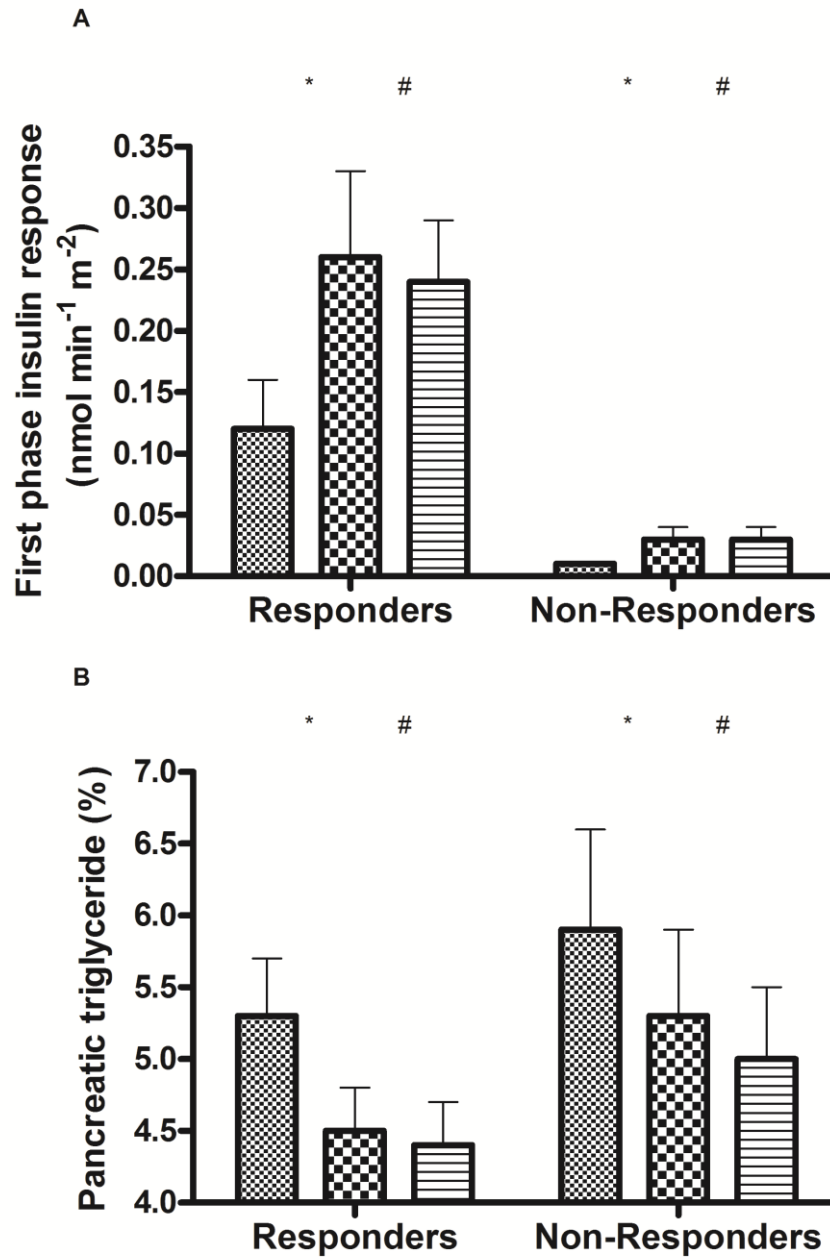 A
* # * #
First phase insulin response
(nmol min⁻¹ m⁻²)
0.35
0.30
0.25
0.20
0.15
0.10
0.05
0.00
Responders Non-Responders
B
* # * #
Pancreatic triglyceride (%)
7.0
6.5
6.0
5.5
5.0
4.5
4.0
Responders Non-Responders